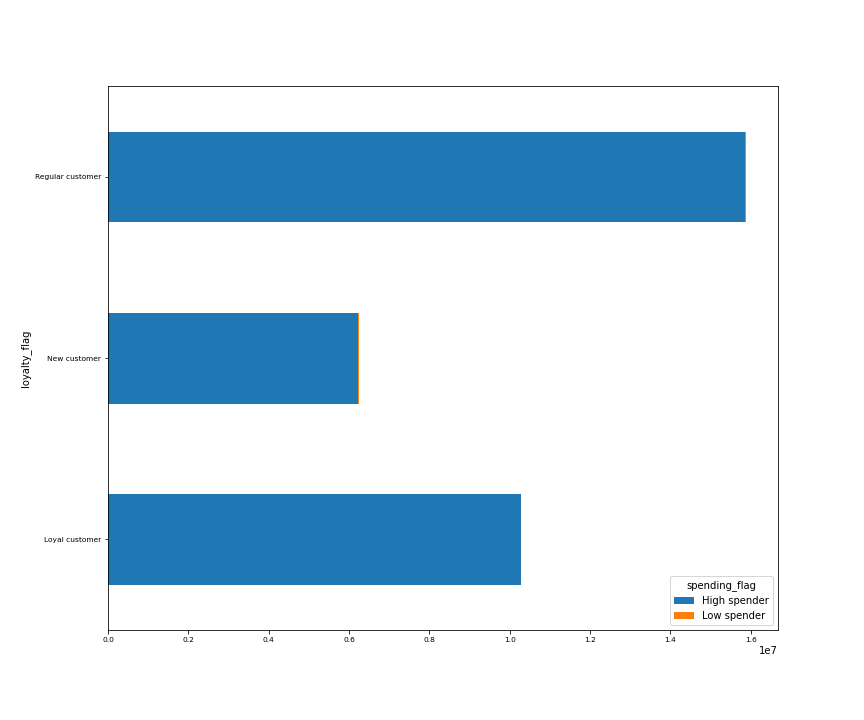 Regular customer
New customer
Loyal customer
loyalty_flag
spending_flag
High spender
Low spender
0.0 0.2 0.4 0.6 0.8 1.0 1.2 1.4 1.6
1e7